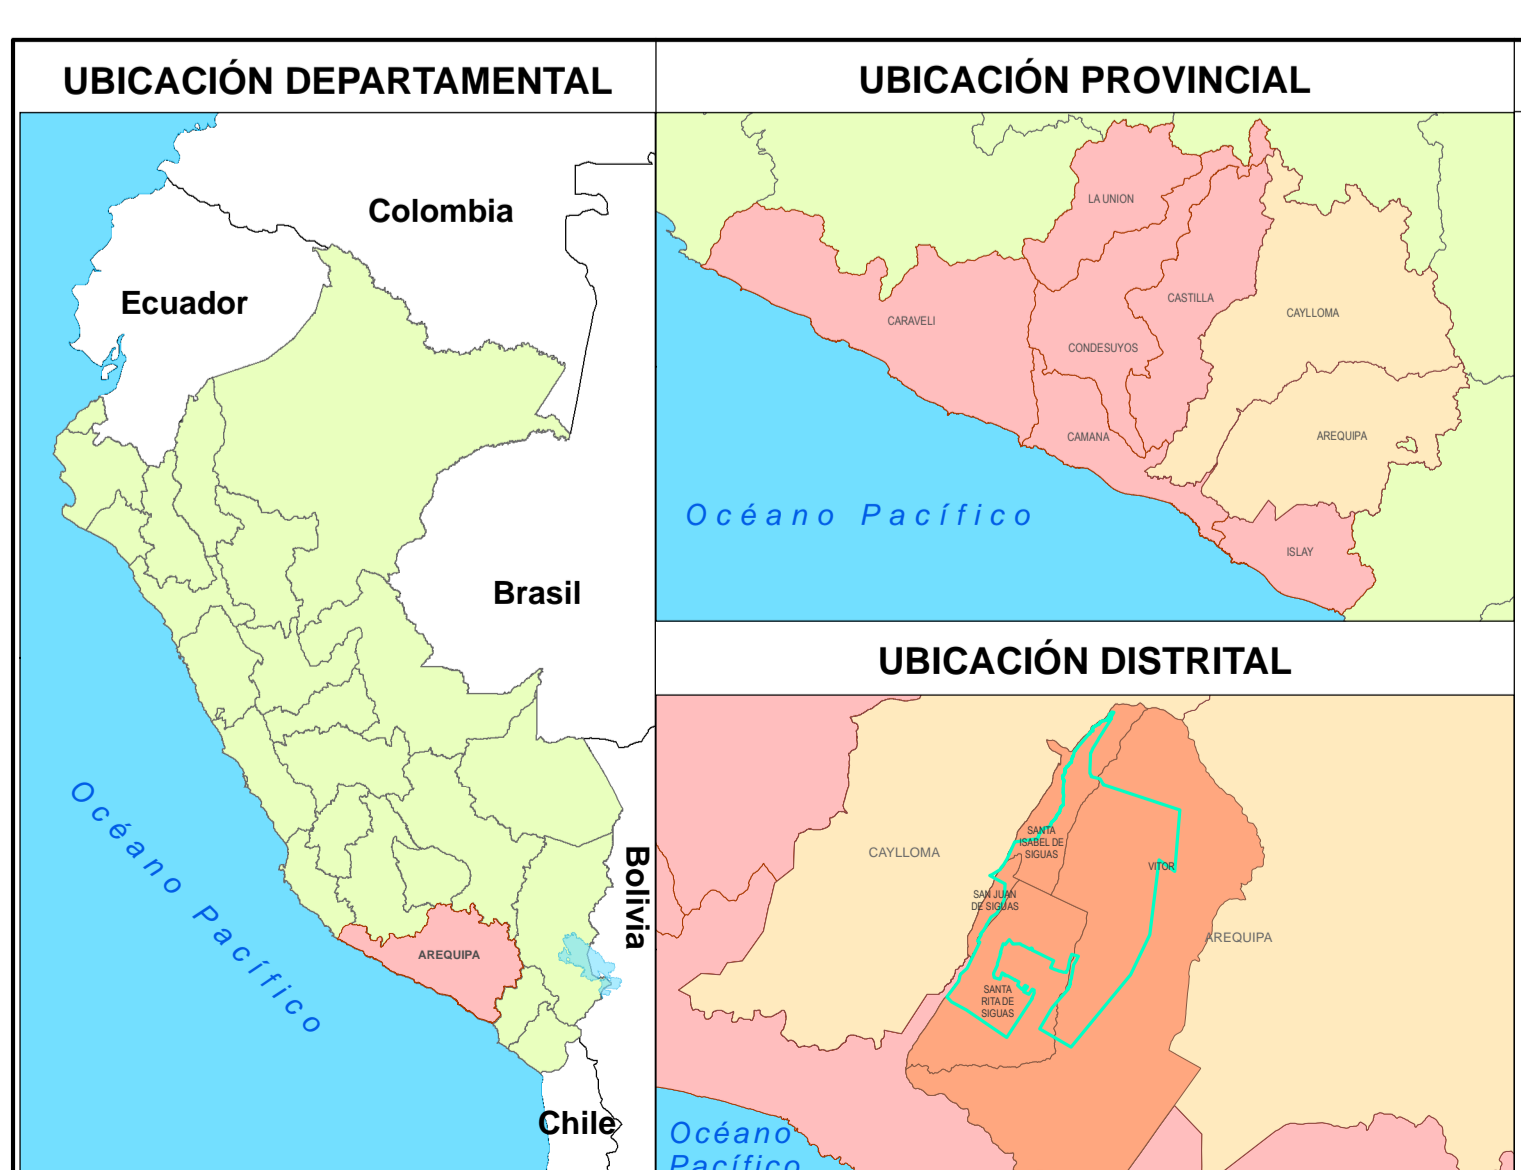 UBICACIÓN DEPARTAMENTAL
Colombia
Ecuador
Brasil
Océano Pacífico
Bolivia
AREQUIPA
Chile
UBICACIÓN PROVINCIAL
LA UNION
CASTILLA
CAYLLOMA
CARAVELI
CONDESUYOS
CAMANA
AREQUIPA
Océano Pacífico
ISLAY
UBICACIÓN DISTRITAL
SANTA
ISABEL DE
SIGUAS
CAYLLOMA
VITOR
SAN JUAN
DE SIGUAS
AREQUIPA
SANTA
RITA DE
SIGUAS
Océano
Pacífico